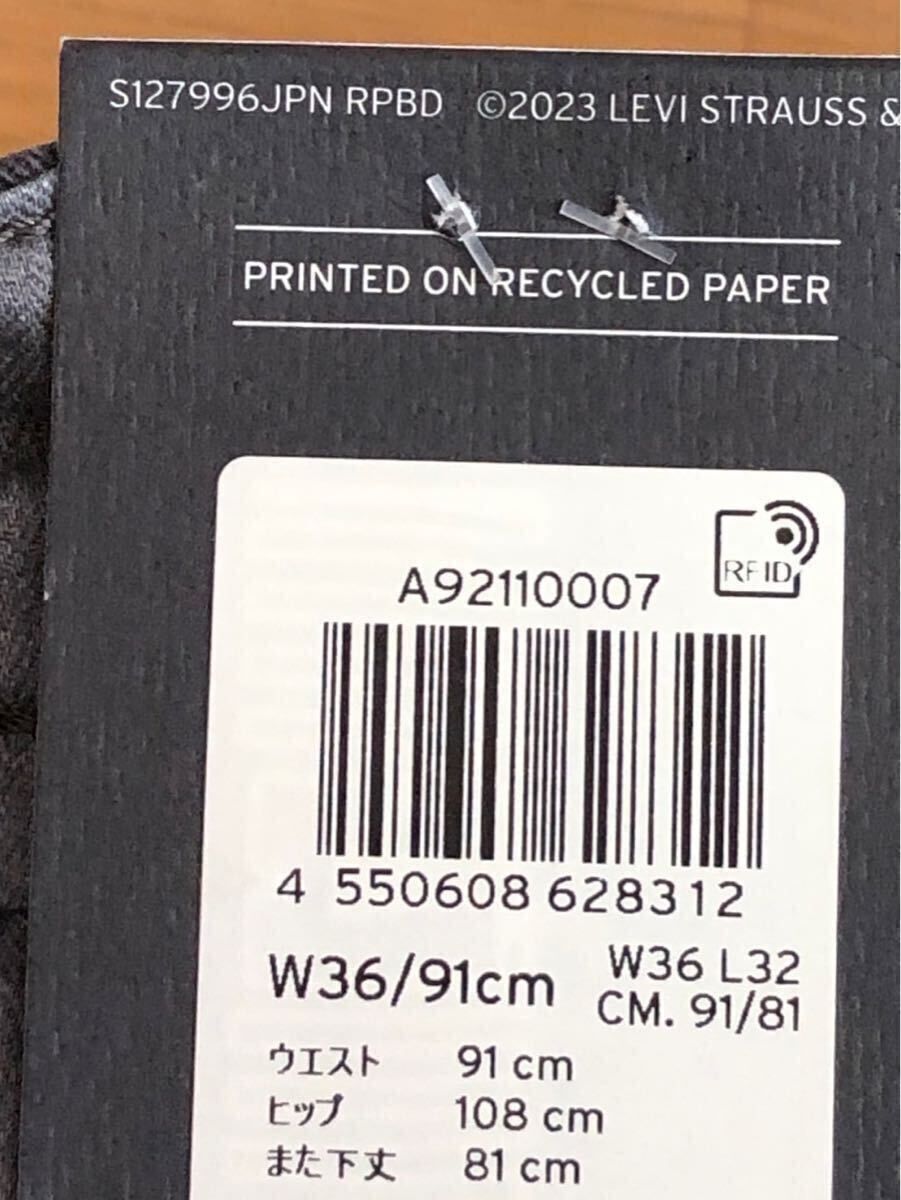 S127996JPN RPBD ©2023 LEVI STRAUSS &
PRINTED ON RECYCLED PAPER
RFID
A92110007
4 550608 628312
W36/91cm
W36 L32
CM. 91/81
ウエスト 91 cm
ヒップ 108 cm
また下丈 81 cm